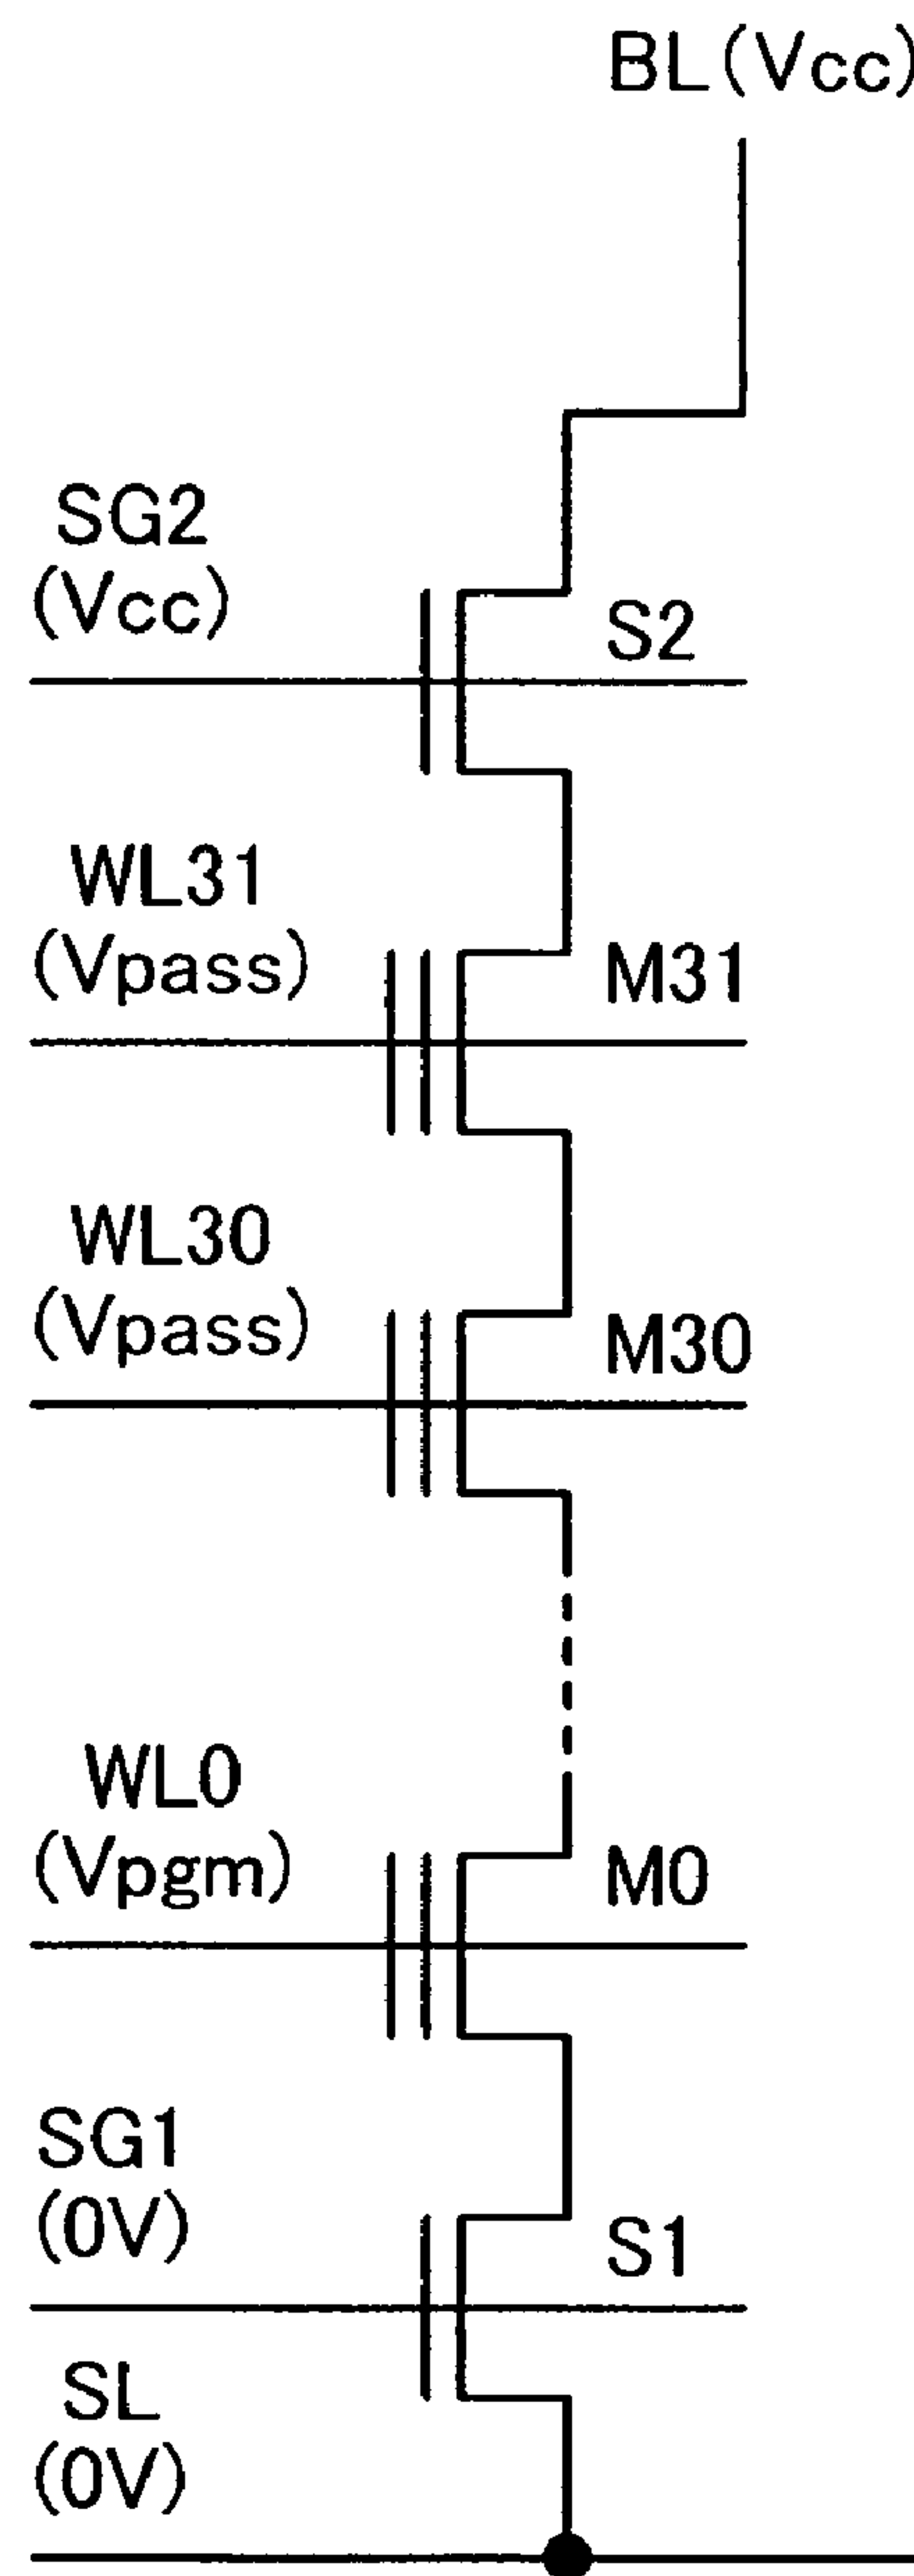 BL(Vcc)
SG2
(Vcc)
S2
WL31
(Vpass)
M31
WL30
(Vpass)
M30
WL0
(Vpgm)
M0
SG1
(0V)
S1
SL
(0V)